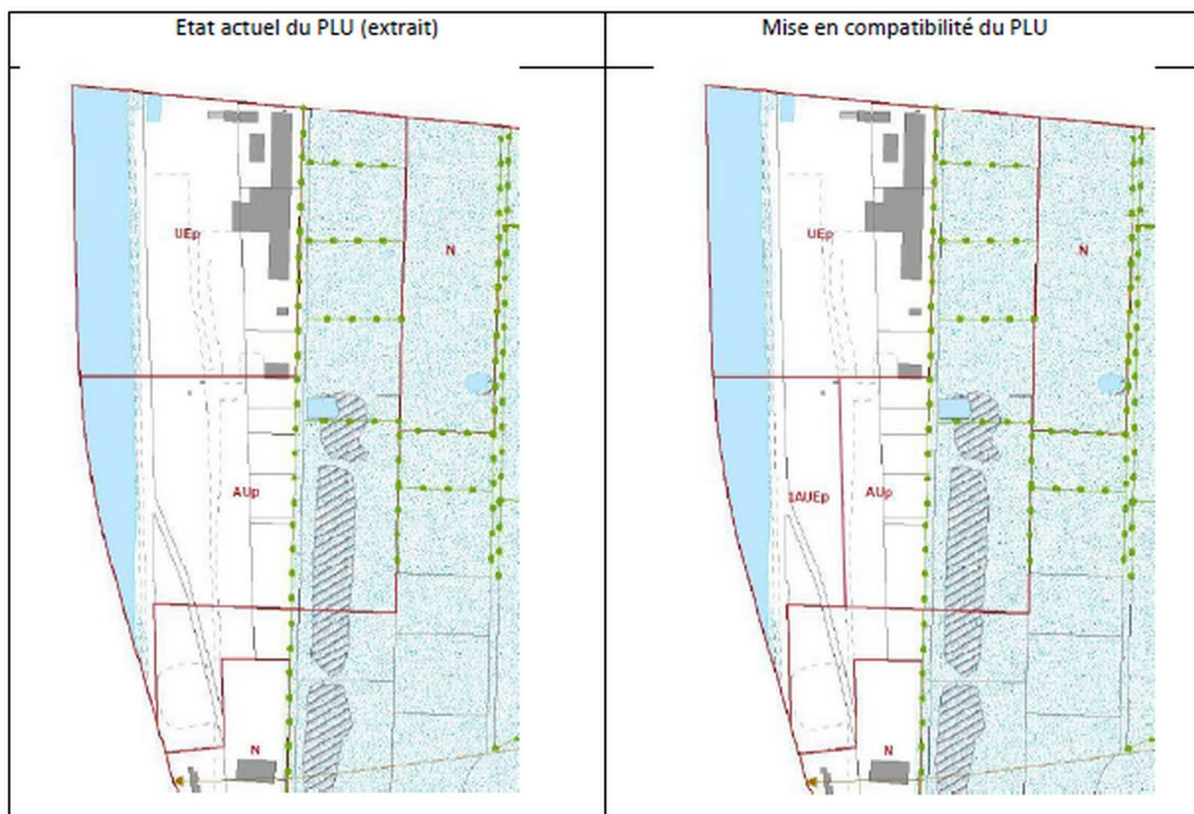 Etat actuel du PLU (extrait)
Mise en compatibilité du PLU
UEp
N
AUp
N
UEp
N
1AUEp
AUp
N